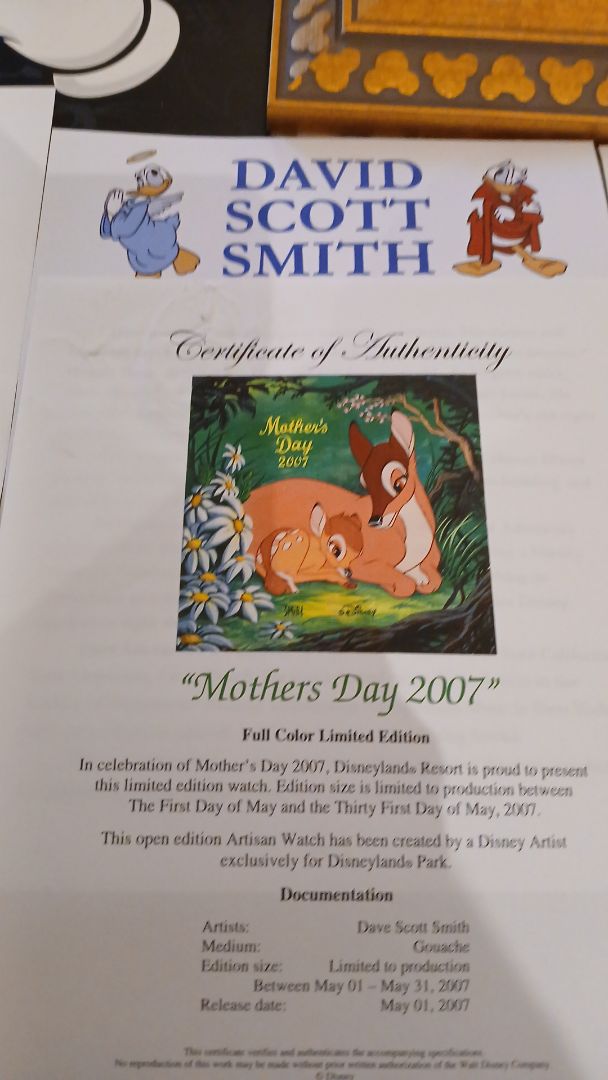 DAVID
SCOTT
SMITH
Certificate of Authenticity
Mother's
Day
2007
© Disney
"Mothers Day 2007"
Full Color Limited Edition
In celebration of Mother's Day 2007, Disneyland® Resort is proud to present
this limited edition watch. Edition size is limited to production between
The First Day of May and the Thirty First Day of May, 2007.
This open edition Artisan Watch has been created by a Disney Artist
exclusively for Disneyland® Park.
Documentation
Artists: Dave Scott Smith
Medium: Gouache
Edition size: Limited to production
Between May 01 – May 31, 2007
Release date: May 01, 2007
This certificate verifies and authenticates the accompanying specifications.
No reproduction of this work may be made without prior written authorization of the Walt Disney Company
© Disney